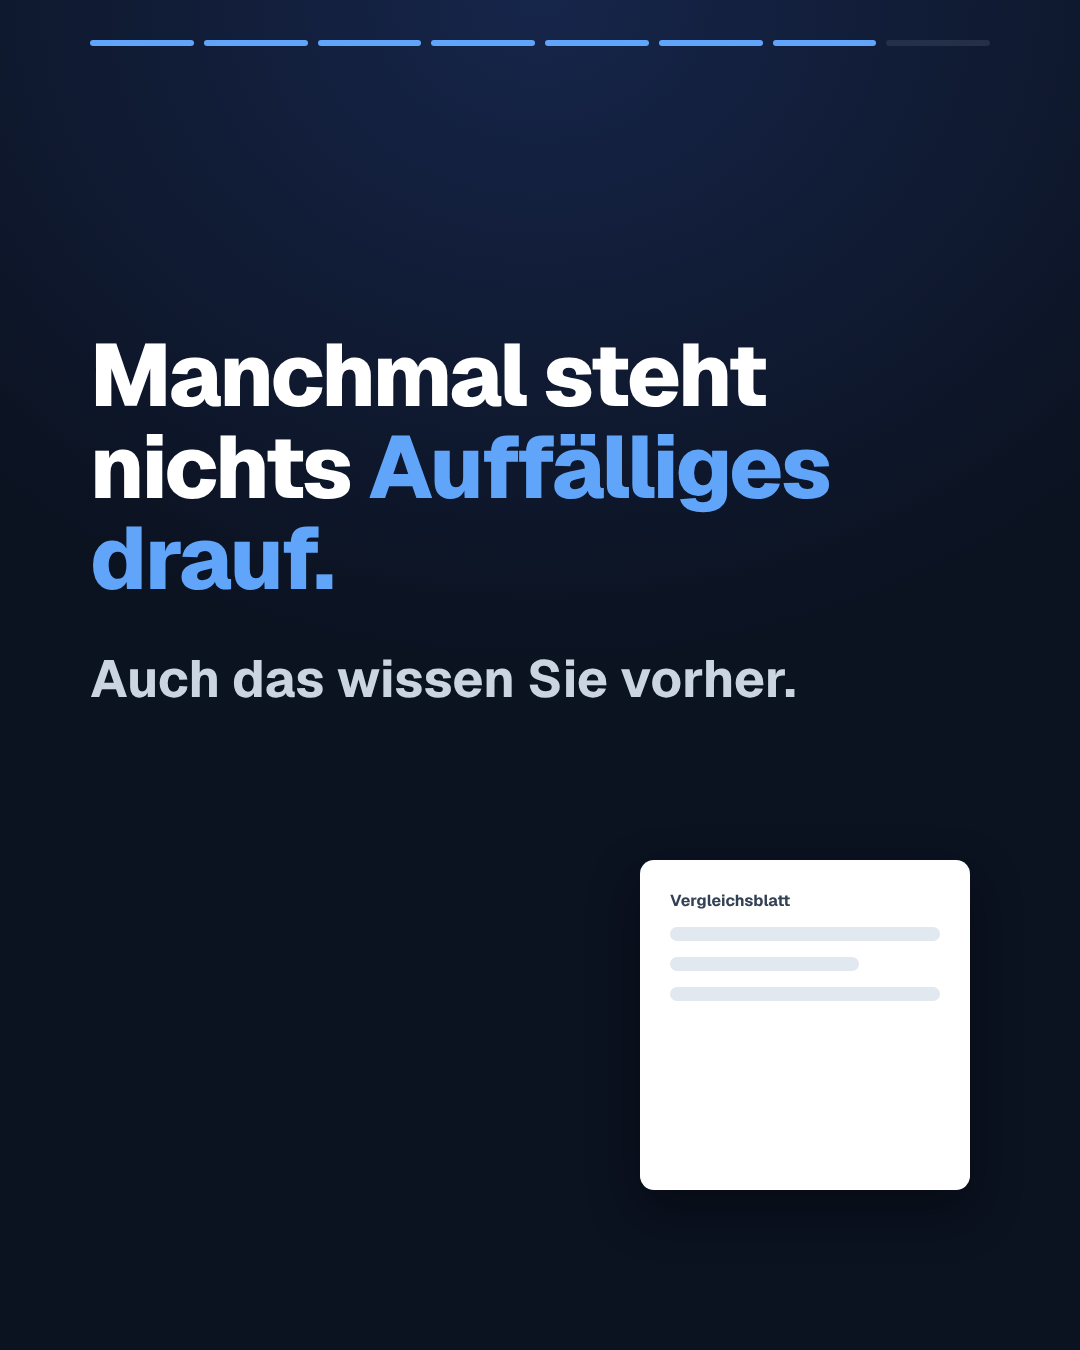 Manchmal steht
nichts Auffälliges
drauf.
Auch das wissen Sie vorher.
Vergleichsblatt